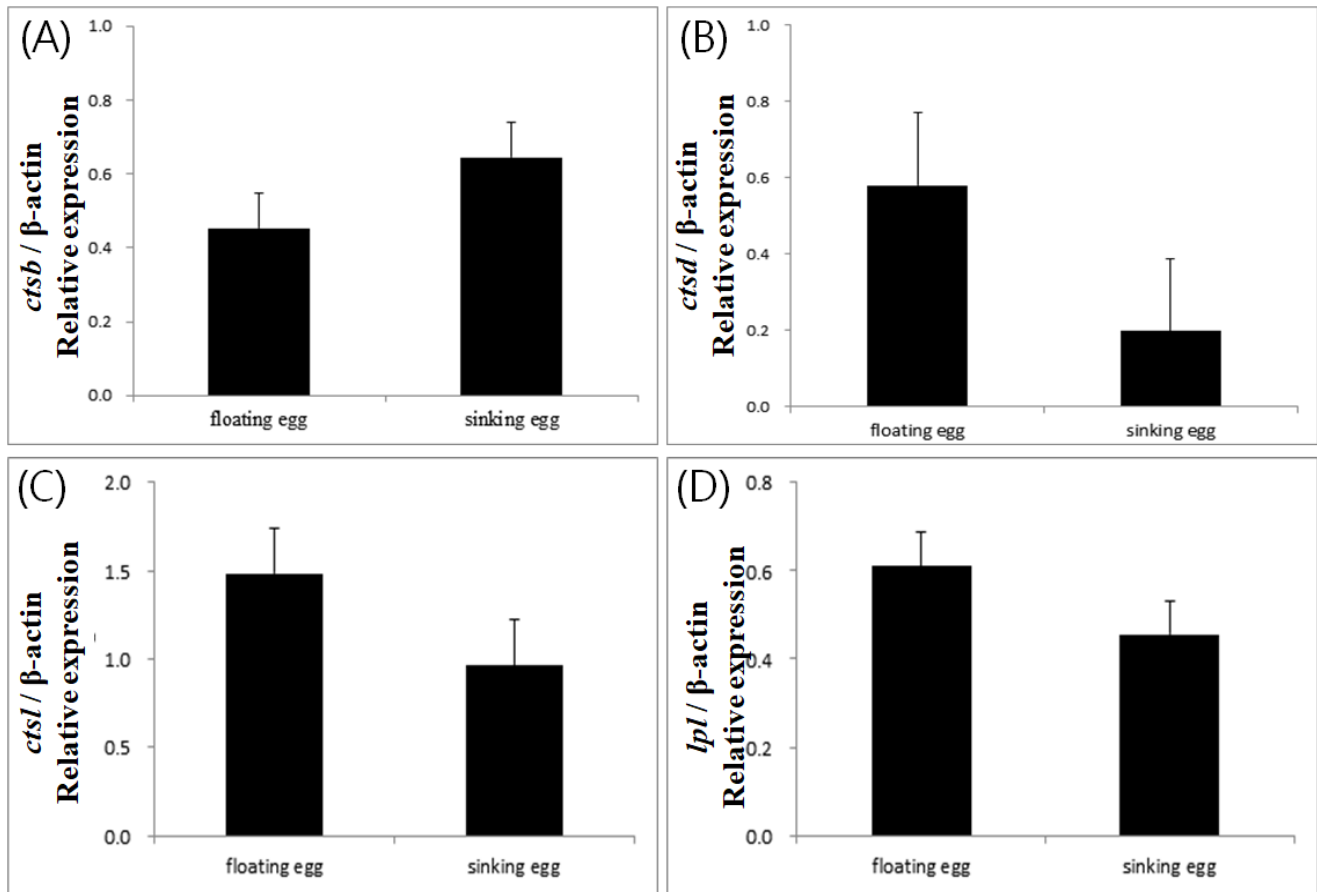 (A)
ctsb / β-actin
Relative expression
1.0
0.8
0.6
0.4
0.2
0.0
floating egg
sinking egg
(B)
ctsd / β-actin
Relative expression
1.0
0.8
0.6
0.4
0.2
0.0
floating egg
sinking egg
(C)
ctsl / β-actin
Relative expression
2.0
1.5
1.0
0.5
0.0
floating egg
sinking egg
(D)
lpl / β-actin
Relative expression
0.8
0.6
0.4
0.2
0.0
floating egg
sinking egg